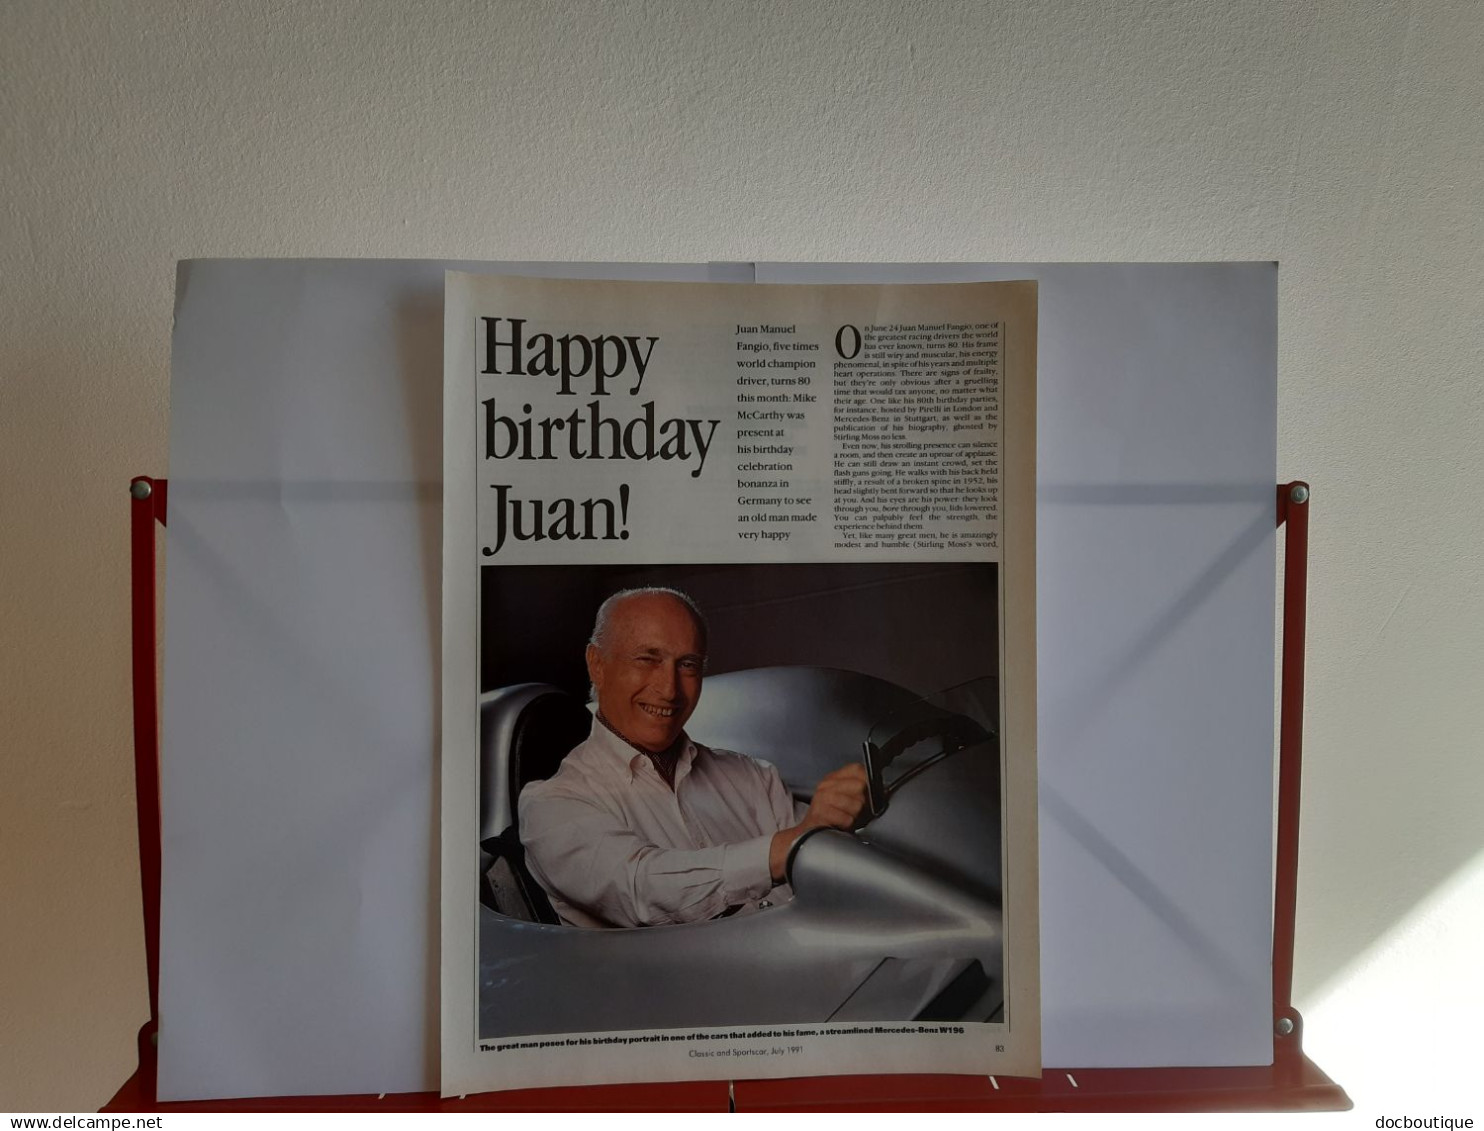 Happy
birthday
Juan!
Juan Manuel
Fangio, five times
world champion
driver, turns 80
this month: Mike
McCarthy was
present at
his birthday
celebration
bonanza in
Germany to see
an old man made
very happy
On June 24 Juan Manuel Fangio, one of
the greatest racing drivers the world
has ever known, turns 80. His frame
is still wiry and muscular, his energy
phenomenal, in spite of his years and multiple
heart operations. There are signs of frailty,
but they're only obvious after a gruelling
time that would tax anyone, no matter what
their age. One like his 80th birthday parties,
for instance, hosted by Pirelli in London and
Mercedes-Benz in Stuttgart, as well as the
publication of his biography, ghosted by
Stirling Moss no less.
Even now, his strolling presence can silence
a room, and then create an uproar of applause.
He can still draw an instant crowd, set the
flash guns going. He walks with his back held
stiffly, a result of a broken spine in 1952, his
head slightly bent forward so that he looks up
at you. And his eyes are his power: they look
through you, bore through you, lids lowered.
You can palpably feel the strength, the
experience behind them.
Yet, like many great men, he is amazingly
modest and humble (Stirling Moss's word,
The great man poses for his birthday portrait in one of the cars that added to his fame, a streamlined Mercedes-Benz W196
Classic and Sportscar, July 1991
83
www.delcampe.net
docboutique